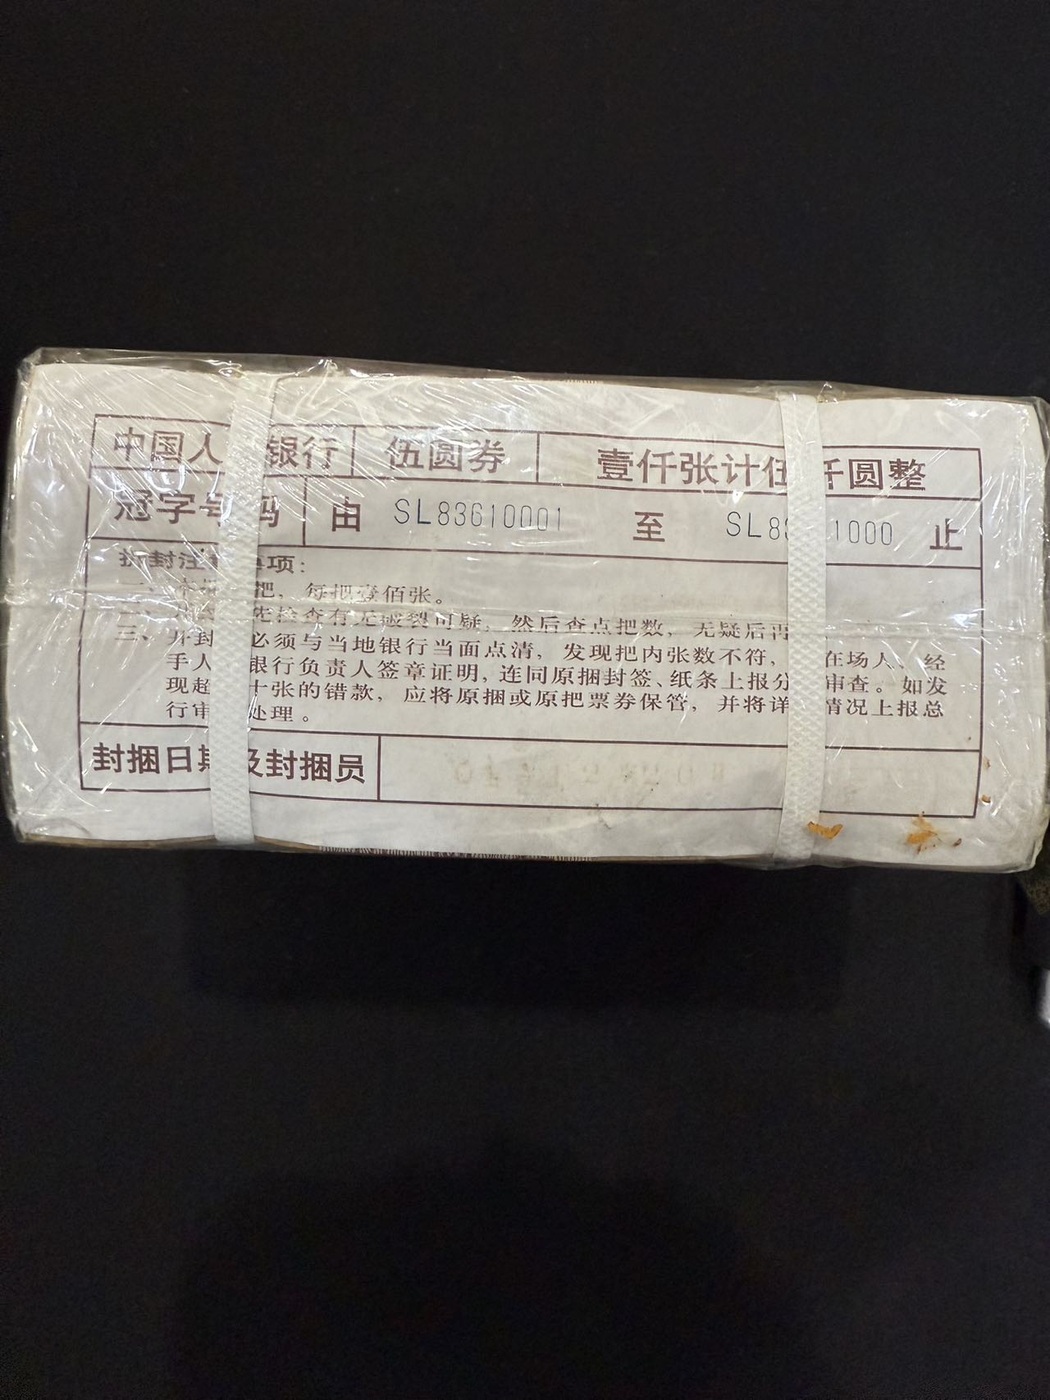 中国人 银行 伍圆券 壹仟张计伍 仟圆整
冠字号码 由 SL83610001 至 SL8 1000 止
拆封注 事项：
一、 把，每把壹佰张。
二、 先检查有无破裂可疑，然后查点把数，无疑后再
三、开封 必须与当地银行当面点清，发现把内张数不符， 在场人、经
手人 银行负责人签章证明，连同原捆封签、纸条上报分 审查。如发
现超 十张的错款，应将原捆或原把票券保管，并将详 情况上报总
行审 处理。
封捆日期及封捆员